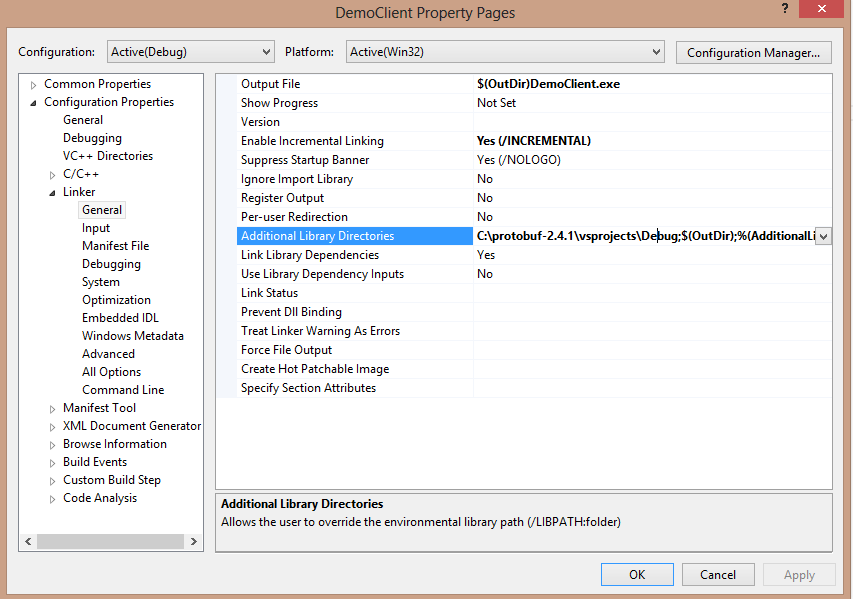 DemoClient Property Pages
?
Configuration: Active(Debug) Platform: Active(Win32) Configuration Manager...
Common Properties
Configuration Properties
General
Debugging
VC++ Directories
C/C++
Linker
General
Input
Manifest File
Debugging
System
Optimization
Embedded IDL
Windows Metadata
Advanced
All Options
Command Line
Manifest Tool
XML Document Generator
Browse Information
Build Events
Custom Build Step
Code Analysis
Output File $(OutDir)DemoClient.exe
Show Progress Not Set
Version
Enable Incremental Linking Yes (/INCREMENTAL)
Suppress Startup Banner Yes (/NOLOGO)
Ignore Import Library No
Register Output No
Per-user Redirection No
Additional Library Directories C:\protobuf-2.4.1\vsprojects\Debug;$(OutDir);%(AdditionalLi
Link Library Dependencies Yes
Use Library Dependency Inputs No
Link Status
Prevent Dll Binding
Treat Linker Warning As Errors
Force File Output
Create Hot Patchable Image
Specify Section Attributes
Additional Library Directories
Allows the user to override the environmental library path (/LIBPATH:folder)
OK Cancel Apply